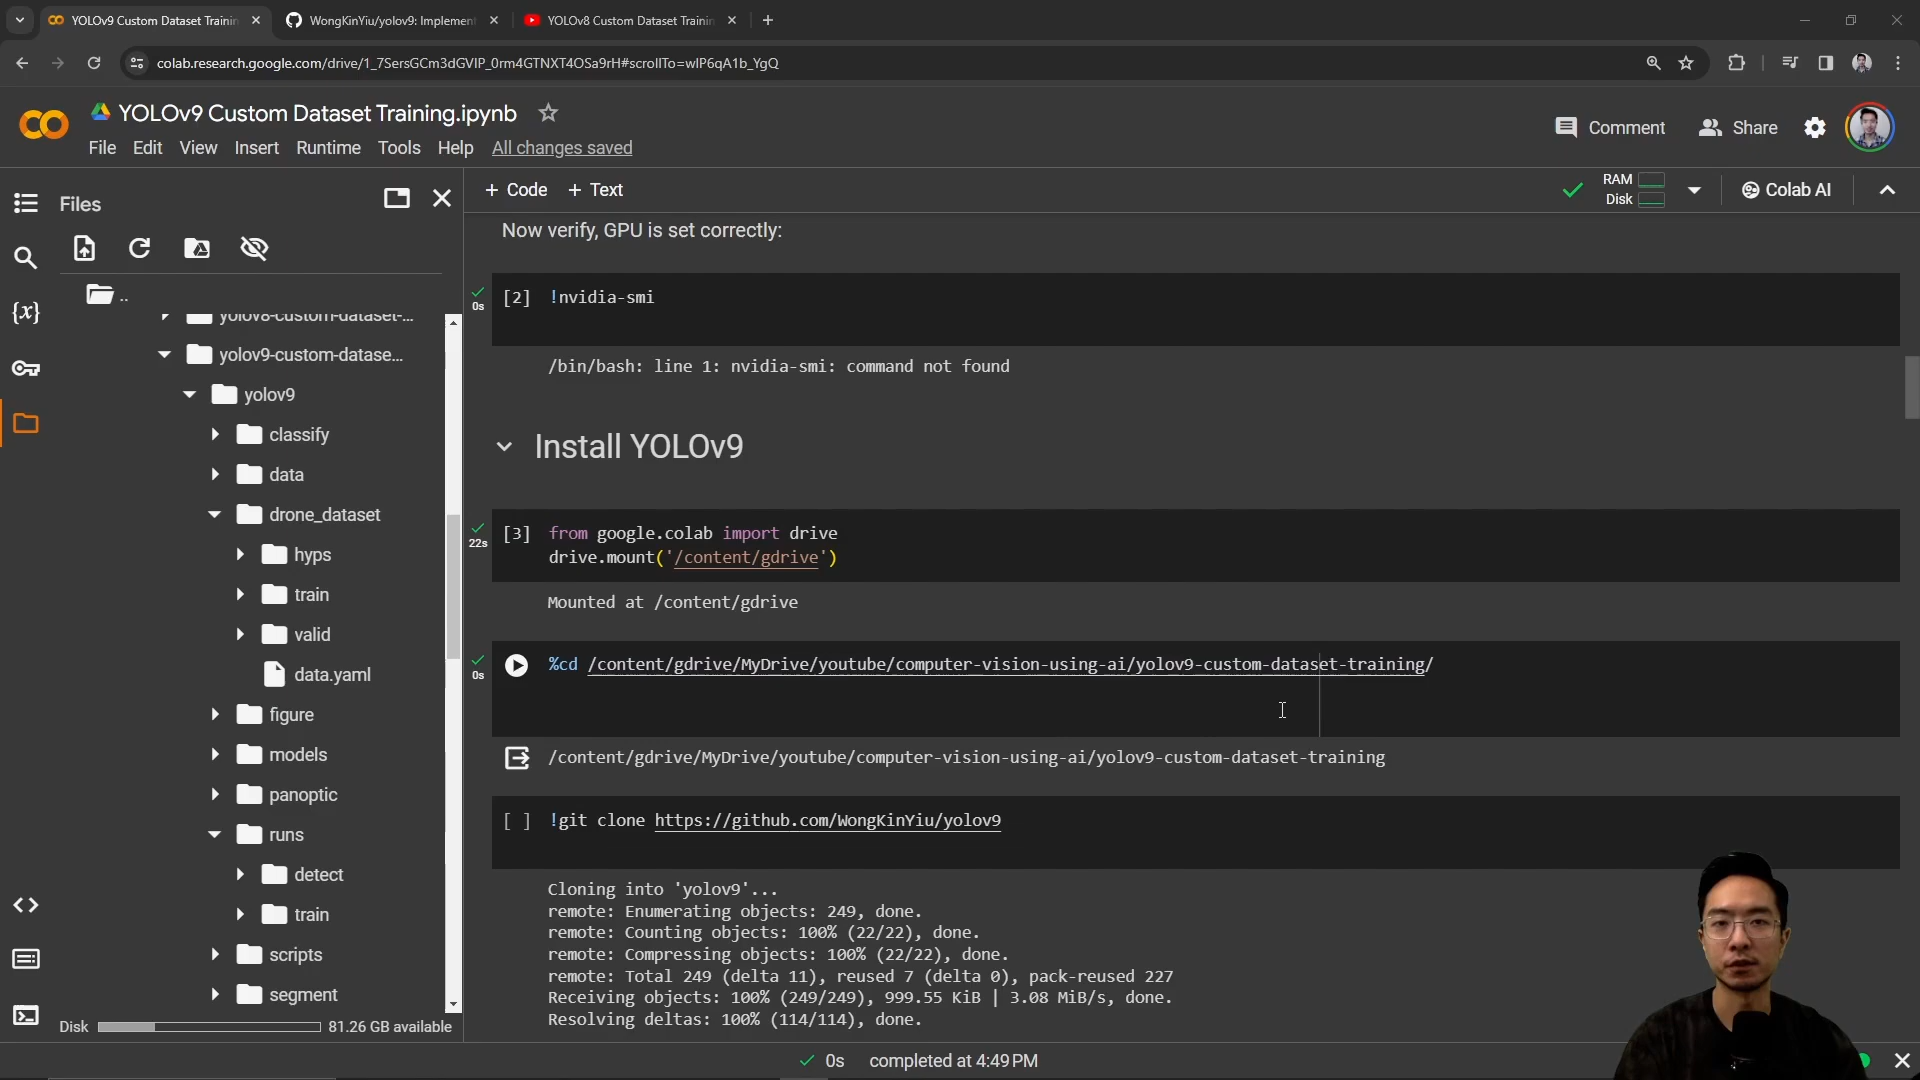 YOLOv9 Custom Dataset Trainin
WongKinYiu/yolov9: Implement
YOLOv8 Custom Dataset Trainin
colab.research.google.com/drive/1_7SersGCm3dGVIP_0rm4GTNXT4OSa9rH#scrollTo=wlP6qA1b_YgQ
YOLOv9 Custom Dataset Training.ipynb
Comment
Share
File Edit View Insert Runtime Tools Help All changes saved
Files
+ Code + Text
RAM
Disk
Colab AI
..
yolov8-custom-dataset-...
yolov9-custom-datase...
yolov9
classify
data
drone_dataset
hyps
train
valid
data.yaml
figure
models
panoptic
runs
detect
train
scripts
segment
Disk 81.26 GB available
Now verify, GPU is set correctly:
0s
[2] !nvidia-smi
/bin/bash: line 1: nvidia-smi: command not found
Install YOLOv9
22s
[3] from google.colab import drive
drive.mount('/content/gdrive')
Mounted at /content/gdrive
0s
%cd /content/gdrive/MyDrive/youtube/computer-vision-using-ai/yolov9-custom-dataset-training/
/content/gdrive/MyDrive/youtube/computer-vision-using-ai/yolov9-custom-dataset-training
[ ] !git clone https://github.com/WongKinYiu/yolov9
Cloning into 'yolov9'...
remote: Enumerating objects: 249, done.
remote: Counting objects: 100% (22/22), done.
remote: Compressing objects: 100% (22/22), done.
remote: Total 249 (delta 11), reused 7 (delta 0), pack-reused 227
Receiving objects: 100% (249/249), 999.55 KiB | 3.08 MiB/s, done.
Resolving deltas: 100% (114/114), done.
0s completed at 4:49 PM